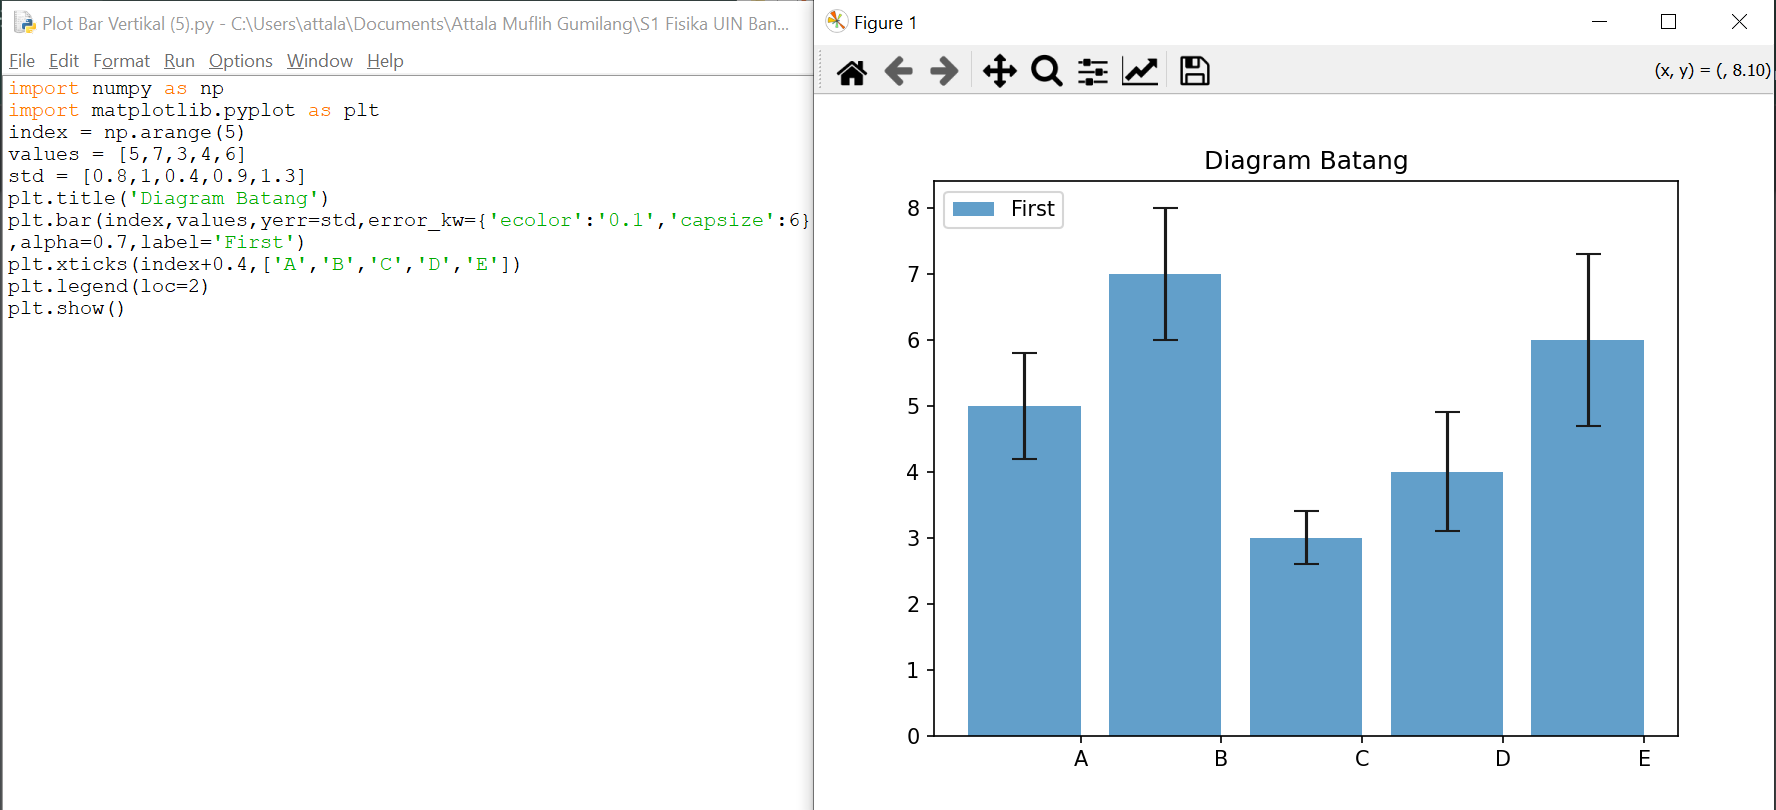 Plot Bar Vertikal (5).py - C:\Users\attala\Documents\Attala Muflih Gumilang\S1 Fisika UIN Ban...
File Edit Format Run Options Window Help
import numpy as np
import matplotlib.pyplot as plt
index = np.arange(5)
values = [5,7,3,4,6]
std = [0.8,1,0.4,0.9,1.3]
plt.title('Diagram Batang')
plt.bar(index,values,yerr=std,error_kw={'ecolor':'0.1','capsize':6}
,alpha=0.7,label='First')
plt.xticks(index+0.4,['A','B','C','D','E'])
plt.legend(loc=2)
plt.show()
Figure 1
(x, y) = (, 8.10)
Diagram Batang
First
8
7
6
5
4
3
2
1
0
A B C D E